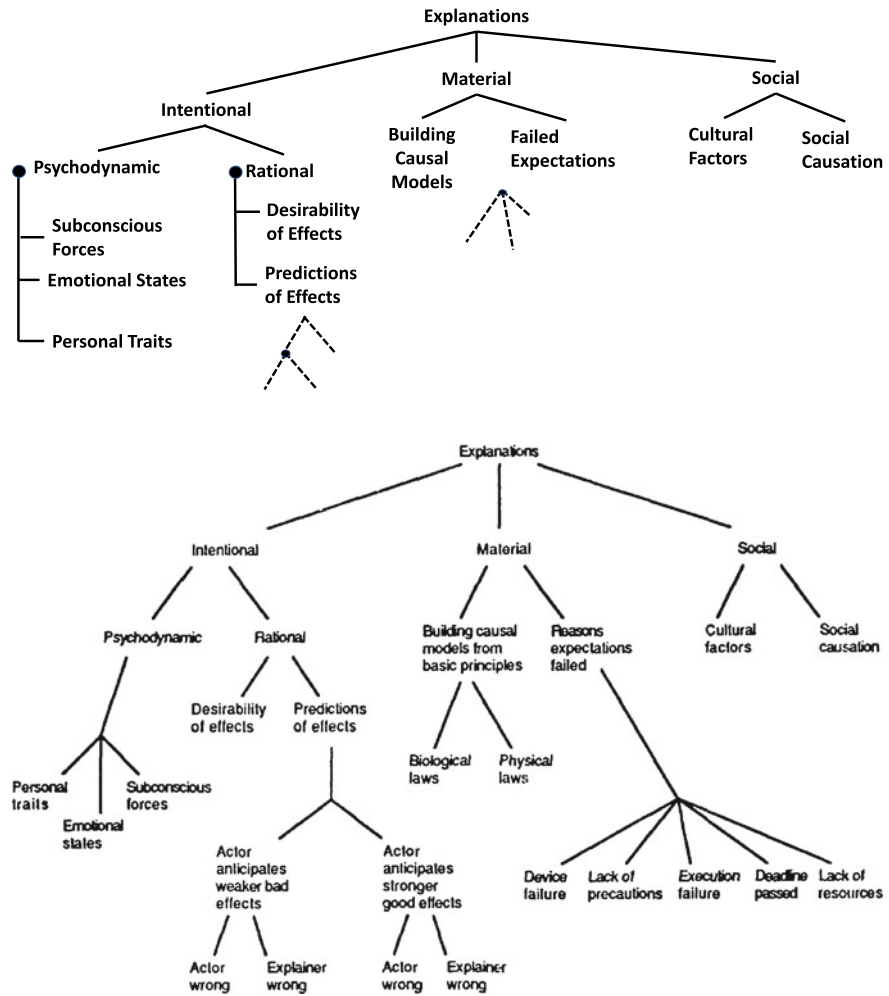 Explanations
Intentional
Material
Social
Psychodynamic
Rational
Building
Causal
Models
Failed
Expectations
Cultural
Factors
Social
Causation
Subconscious
Forces
Emotional States
Personal Traits
Desirability
of Effects
Predictions
of Effects
Explanations
Intentional
Material
Social
Psychodynamic
Rational
Building causal
models from
basic principles
Reasons
expectations
failed
Cultural
factors
Social
causation
Desirability
of effects
Predictions
of effects
Biological
laws
Physical
laws
Personal
traits
Emotional
states
Subconscious
forces
Actor
anticipates
weaker bad
effects
Actor
anticipates
stronger
good effects
Device
failure
Lack of
precautions
Execution
failure
Deadline
passed
Lack of
resources
Actor
wrong
Explainer
wrong
Actor
wrong
Explainer
wrong